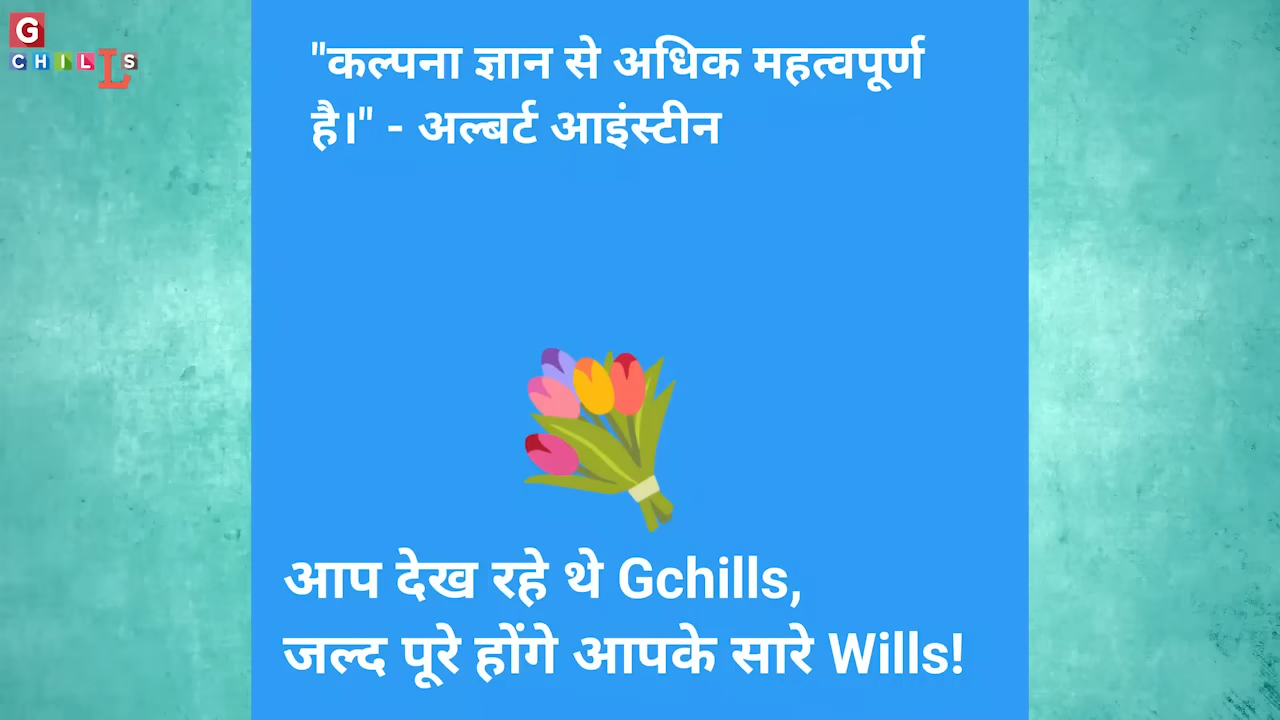 G
CHILLS
"कल्पना ज्ञान से अधिक महत्वपूर्ण
है।" - अल्बर्ट आइंस्टीन
आप देख रहे थे Gchills,
जल्द पूरे होंगे आपके सारे Wills!